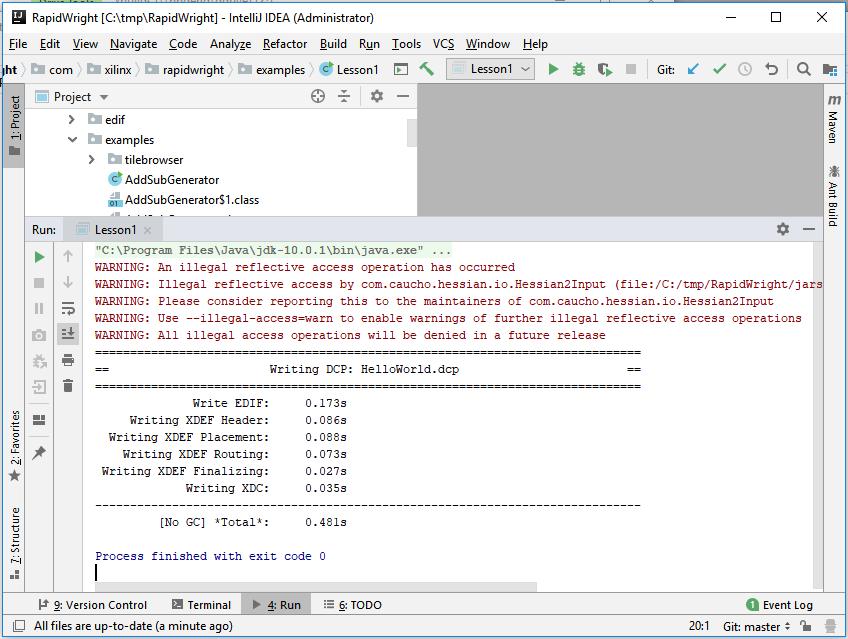 RapidWright [C:\tmp\RapidWright] - IntelliJ IDEA (Administrator)
File Edit View Navigate Code Analyze Refactor Build Run Tools VCS Window Help
ght com xilinx rapidwright examples Lesson1 Lesson1 Git:
1: Project
Project
edif
examples
tilebrowser
AddSubGenerator
AddSubGenerator$1.class
Maven
Ant Build
Run: Lesson1
"C:\Program Files\Java\jdk-10.0.1\bin\java.exe" ...
WARNING: An illegal reflective access operation has occurred
WARNING: Illegal reflective access by com.caucho.hessian.io.Hessian2Input (file:/C:/tmp/RapidWright/jars
WARNING: Please consider reporting this to the maintainers of com.caucho.hessian.io.Hessian2Input
WARNING: Use --illegal-access=warn to enable warnings of further illegal reflective access operations
WARNING: All illegal access operations will be denied in a future release
==============================================================================
== Writing DCP: HelloWorld.dcp ==
==============================================================================
Write EDIF: 0.173s
Writing XDEF Header: 0.086s
Writing XDEF Placement: 0.088s
Writing XDEF Routing: 0.073s
Writing XDEF Finalizing: 0.027s
Writing XDC: 0.035s
------------------------------------------------------------------------------
[No GC] *Total*: 0.481s
Process finished with exit code 0
2: Favorites
7: Structure
9: Version Control Terminal 4: Run 6: TODO 1 Event Log
All files are up-to-date (a minute ago) 20:1 Git: master